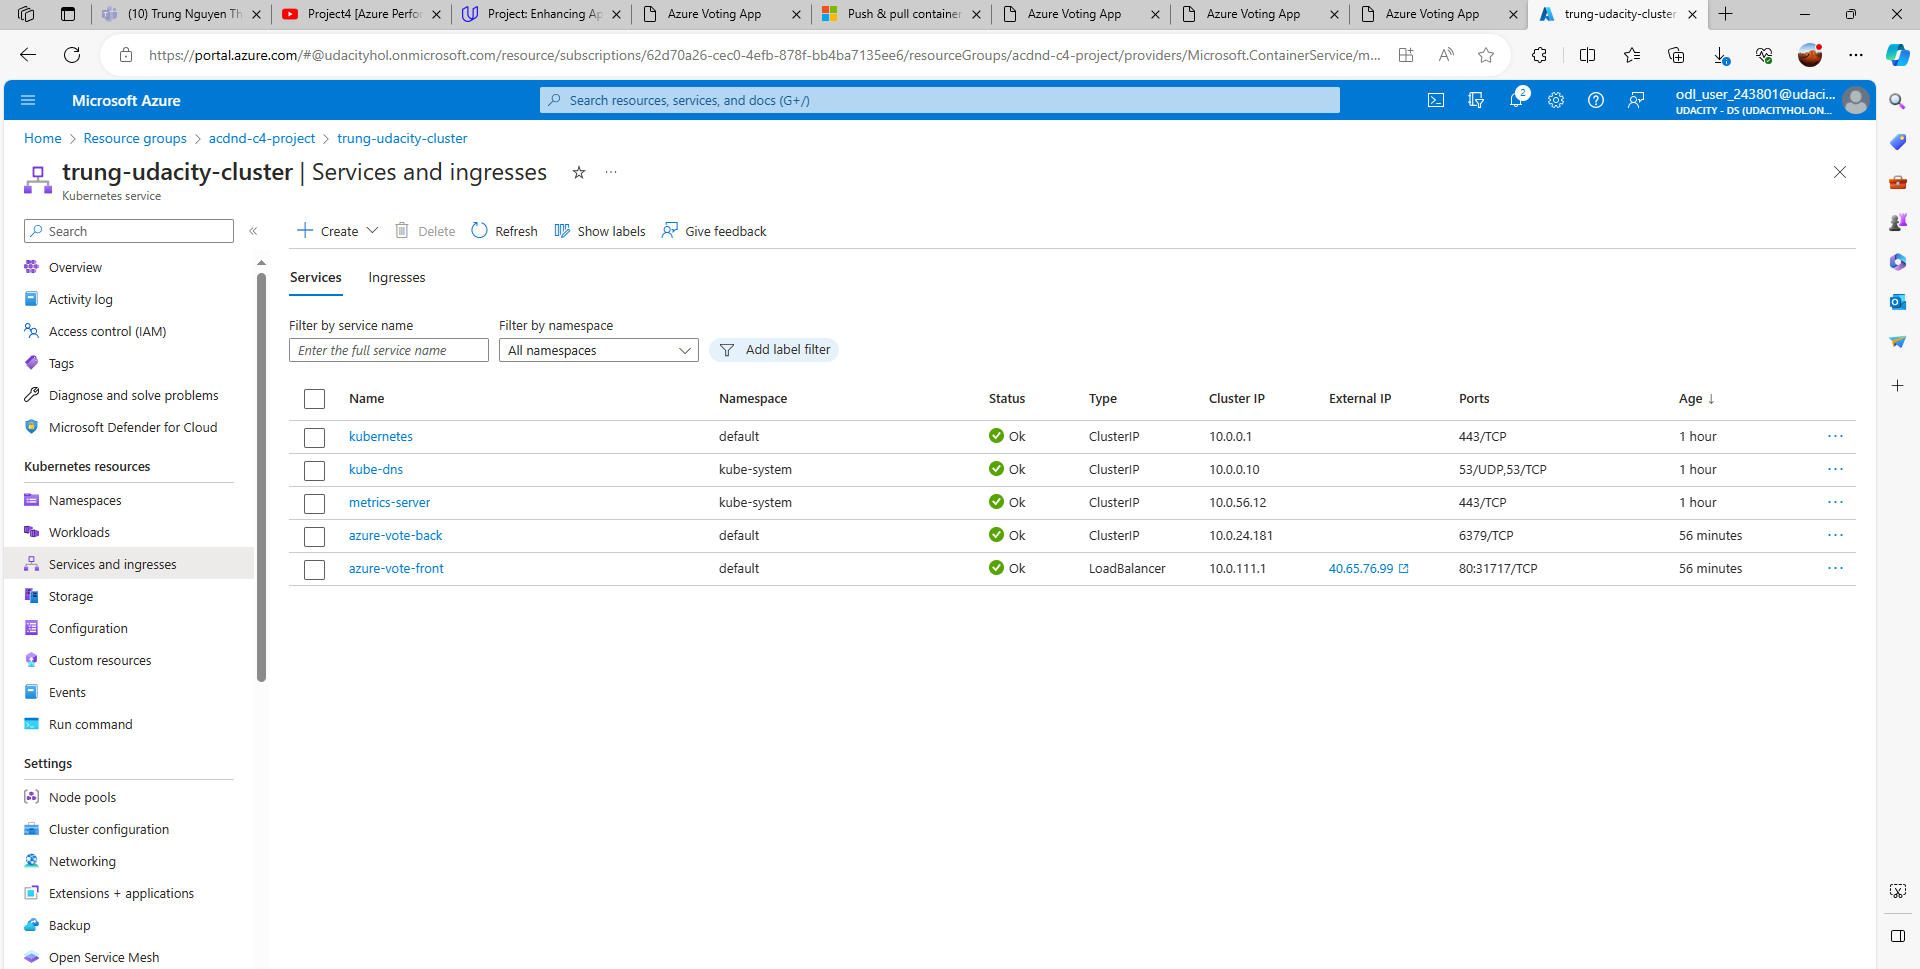 (10) Trung Nguyen Th
Project4 [Azure Perfor
Project: Enhancing Ap
Azure Voting App
Push & pull container
Azure Voting App
Azure Voting App
Azure Voting App
trung-udacity-cluster
https://portal.azure.com/#@udacityhol.onmicrosoft.com/resource/subscriptions/62d70a26-cec0-4efb-878f-bb4ba7135ee6/resourceGroups/acdnd-c4-project/providers/Microsoft.ContainerService/m...
Microsoft Azure
Search resources, services, and docs (G+/)
2
odl_user_243801@udaci...
UDACITY - DS (UDACITYHOL.ON...
Home > Resource groups > acdnd-c4-project > trung-udacity-cluster
trung-udacity-cluster | Services and ingresses
Kubernetes service
Search
Create
Delete
Refresh
Show labels
Give feedback
Overview
Activity log
Access control (IAM)
Tags
Diagnose and solve problems
Microsoft Defender for Cloud
Kubernetes resources
Namespaces
Workloads
Services and ingresses
Storage
Configuration
Custom resources
Events
Run command
Settings
Node pools
Cluster configuration
Networking
Extensions + applications
Backup
Open Service Mesh
Services Ingresses
Filter by service name Filter by namespace
Enter the full service name All namespaces Add label filter
Name Namespace Status Type Cluster IP External IP Ports Age ↓
kubernetes default Ok ClusterIP 10.0.0.1 443/TCP 1 hour
kube-dns kube-system Ok ClusterIP 10.0.0.10 53/UDP,53/TCP 1 hour
metrics-server kube-system Ok ClusterIP 10.0.56.12 443/TCP 1 hour
azure-vote-back default Ok ClusterIP 10.0.24.181 6379/TCP 56 minutes
azure-vote-front default Ok LoadBalancer 10.0.111.1 40.65.76.99 80:31717/TCP 56 minutes